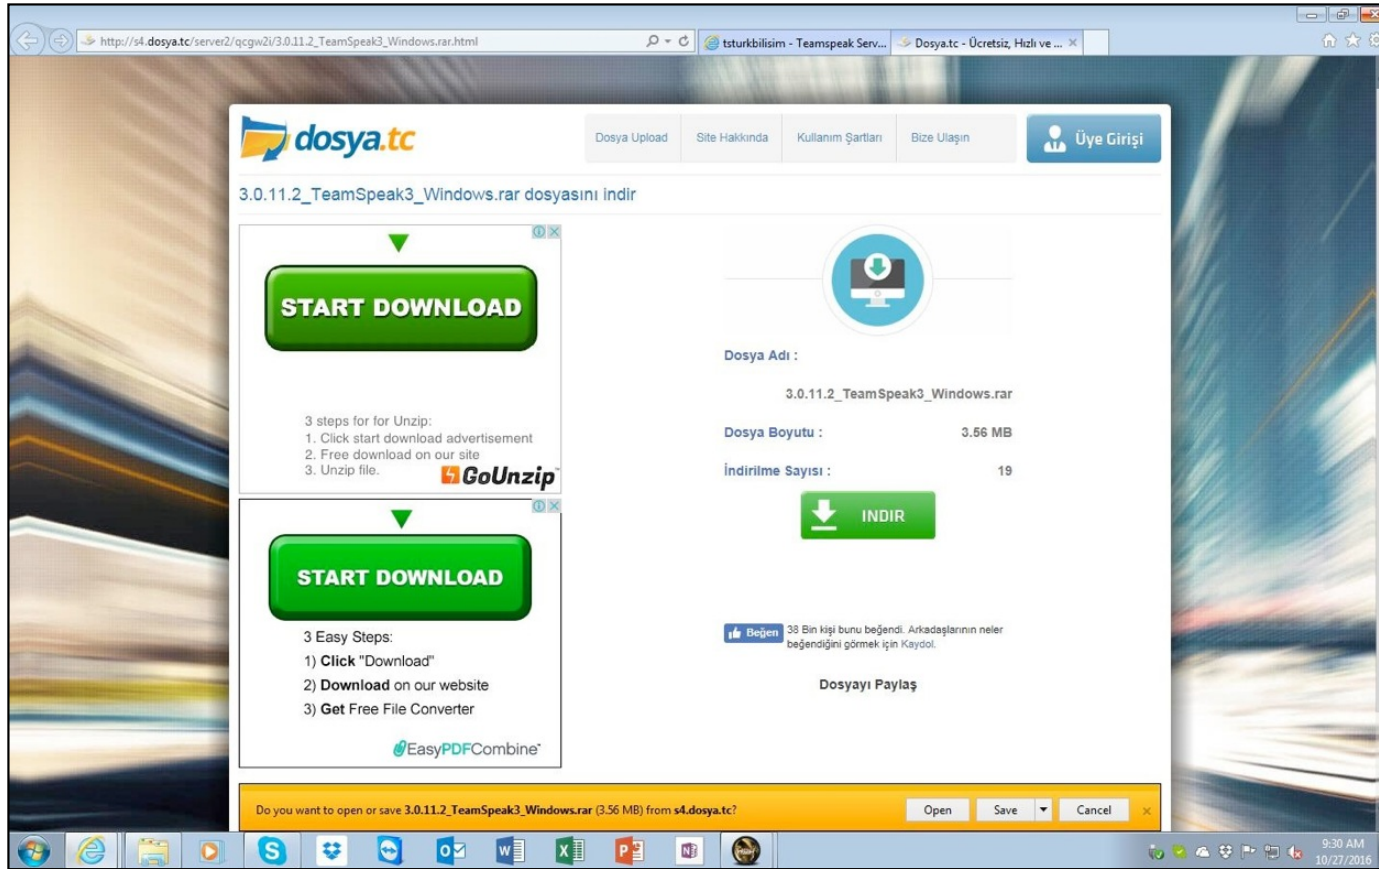 http://s4.dosya.tc/server2/qcgw2i/3.0.11.2_TeamSpeak3_Windows.rar.html
tsturkbilisim - Teamspeak Serv...
Dosya.tc - Ücretsiz, Hızlı ve ...
dosya.tc
Dosya Upload
Site Hakkında
Kullanım Şartları
Bize Ulaşın
Üye Girişi
3.0.11.2_TeamSpeak3_Windows.rar dosyasını indir
START DOWNLOAD
3 steps for for Unzip:
1. Click start download advertisement
2. Free download on our site
3. Unzip file.
GoUnzip
START DOWNLOAD
3 Easy Steps:
1) Click "Download"
2) Download on our website
3) Get Free File Converter
EasyPDFCombine
Dosya Adı :
3.0.11.2_TeamSpeak3_Windows.rar
Dosya Boyutu : 3.56 MB
İndirilme Sayısı : 19
INDIR
Beğen
38 Bin kişi bunu beğendi. Arkadaşlarının neler
beğendiğini görmek için Kaydol.
Dosyayı Paylaş
Do you want to open or save 3.0.11.2_TeamSpeak3_Windows.rar (3.56 MB) from s4.dosya.tc?
Open
Save
Cancel
9:30 AM
10/27/2016